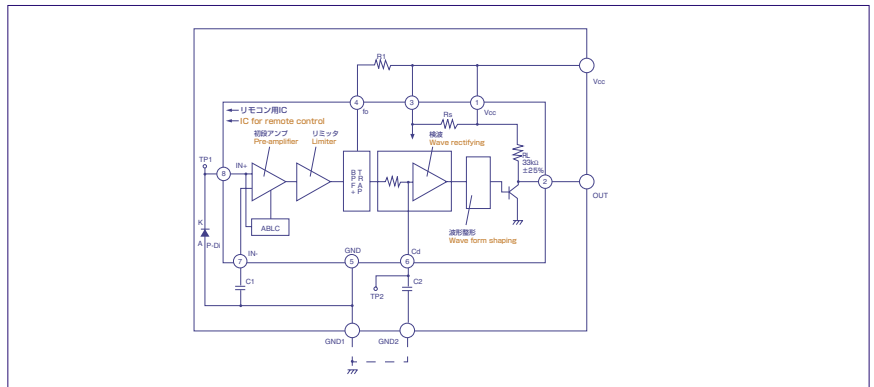 R1
Vcc
4
3
1
Io
Vcc
リモコン用IC
IC for remote control
Rs
初段アンプ
Pre-amplifier
リミッタ
Limiter
検波
Wave rectifying
RL
33kΩ
±25%
TP1
8
IN+
BPF+
TRAP
2
OUT
ABLC
波形整形
Wave form shaping
K
A
P-Di
IN-
GND
Cd
7
5
6
C1
C2
TP2
GND1
GND2